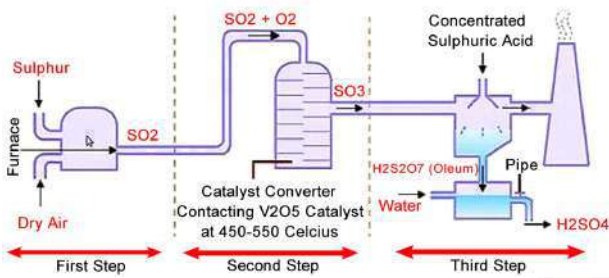 SO2 + O2
Concentrated
Sulphuric Acid
Sulphur
SO3
Furnace
SO2
H2S2O7 (Oleum)
Pipe
Dry Air
Catalyst Converter
Contacting V2O5 Catalyst
at 450-550 Celcius
Water
H2SO4
First Step
Second Step
Third Step